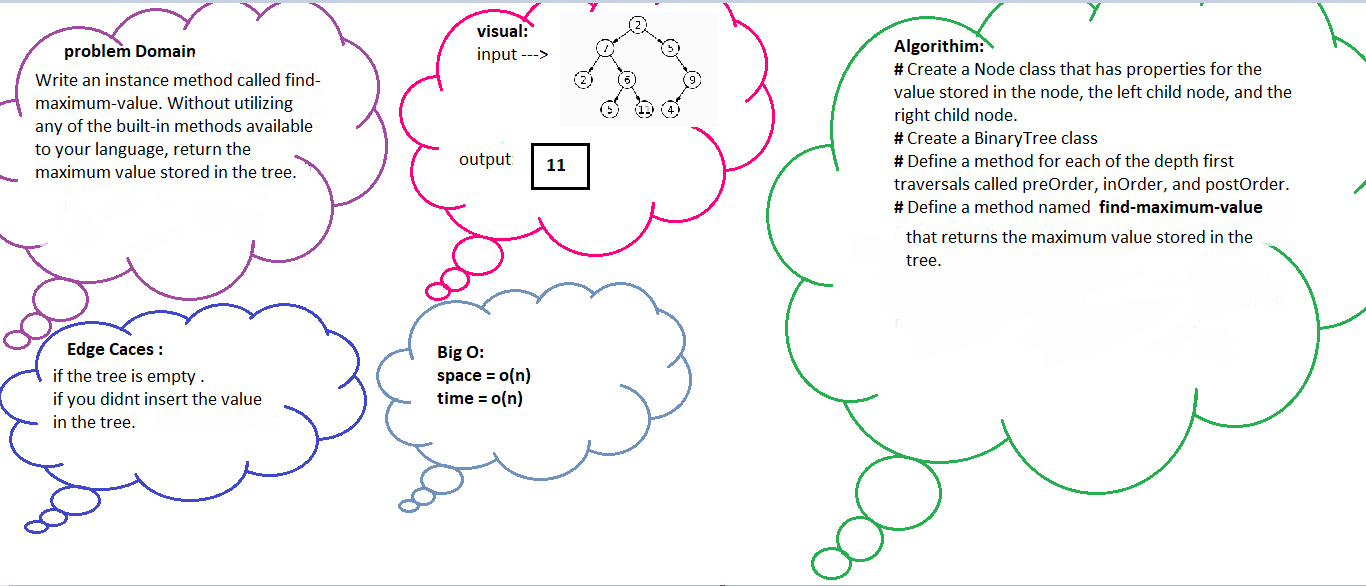 problem Domain
Write an instance method called find-
maximum-value. Without utilizing
any of the built-in methods available
to your language, return the
maximum value stored in the tree.
visual:
input --->
2
7
5
2
6
9
5
11
4
output
11
Algorithim:
# Create a Node class that has properties for the
value stored in the node, the left child node, and the
right child node.
# Create a BinaryTree class
# Define a method for each of the depth first
traversals called preOrder, inOrder, and postOrder.
# Define a method named find-maximum-value
that returns the maximum value stored in the
tree.
Edge Caces :
if the tree is empty .
if you didnt insert the value
in the tree.
Big O:
space = o(n)
time = o(n)